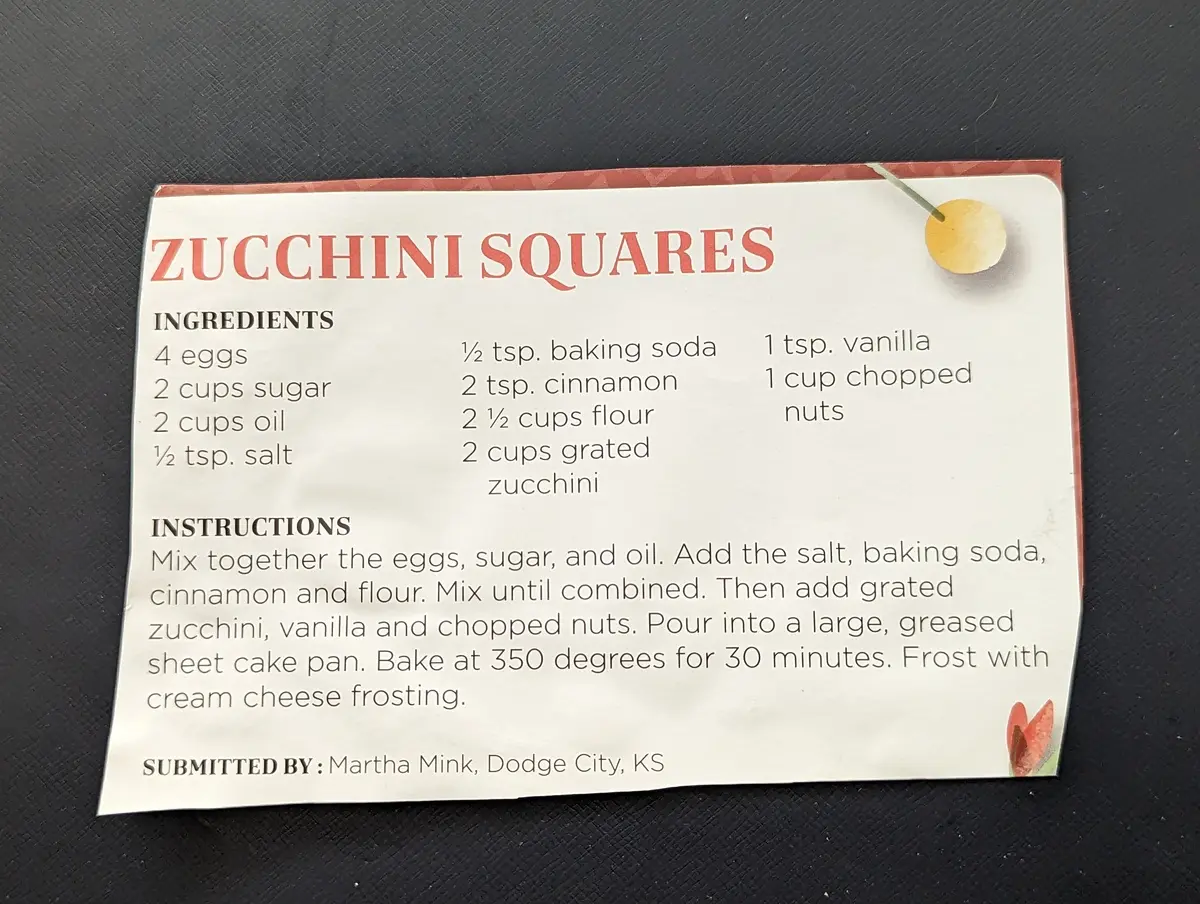 ZUCCHINI SQUARES
INGREDIENTS
4 eggs
2 cups sugar
2 cups oil
½ tsp. salt
½ tsp. baking soda
2 tsp. cinnamon
2 ½ cups flour
2 cups grated
zucchini
1 tsp. vanilla
1 cup chopped
nuts
INSTRUCTIONS
Mix together the eggs, sugar, and oil. Add the salt, baking soda,
cinnamon and flour. Mix until combined. Then add grated
zucchini, vanilla and chopped nuts. Pour into a large, greased
sheet cake pan. Bake at 350 degrees for 30 minutes. Frost with
cream cheese frosting.
SUBMITTED BY: Martha Mink, Dodge City, KS